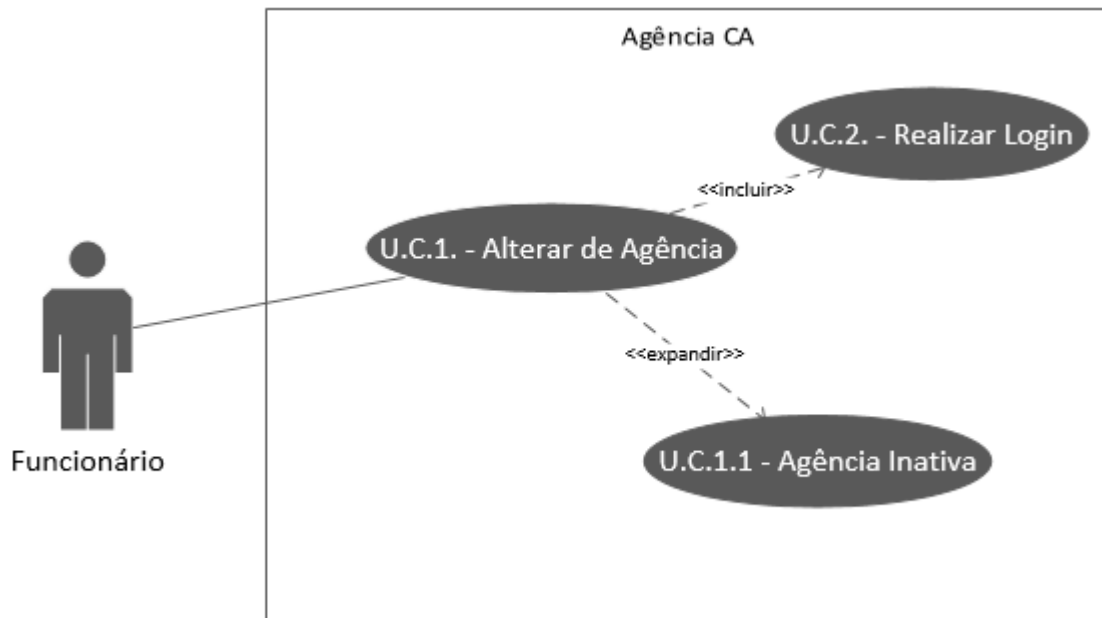 Agência CA
U.C.2. - Realizar Login
<<incluir>>
U.C.1. - Alterar de Agência
<<expandir>>
U.C.1.1 - Agência Inativa
Funcionário